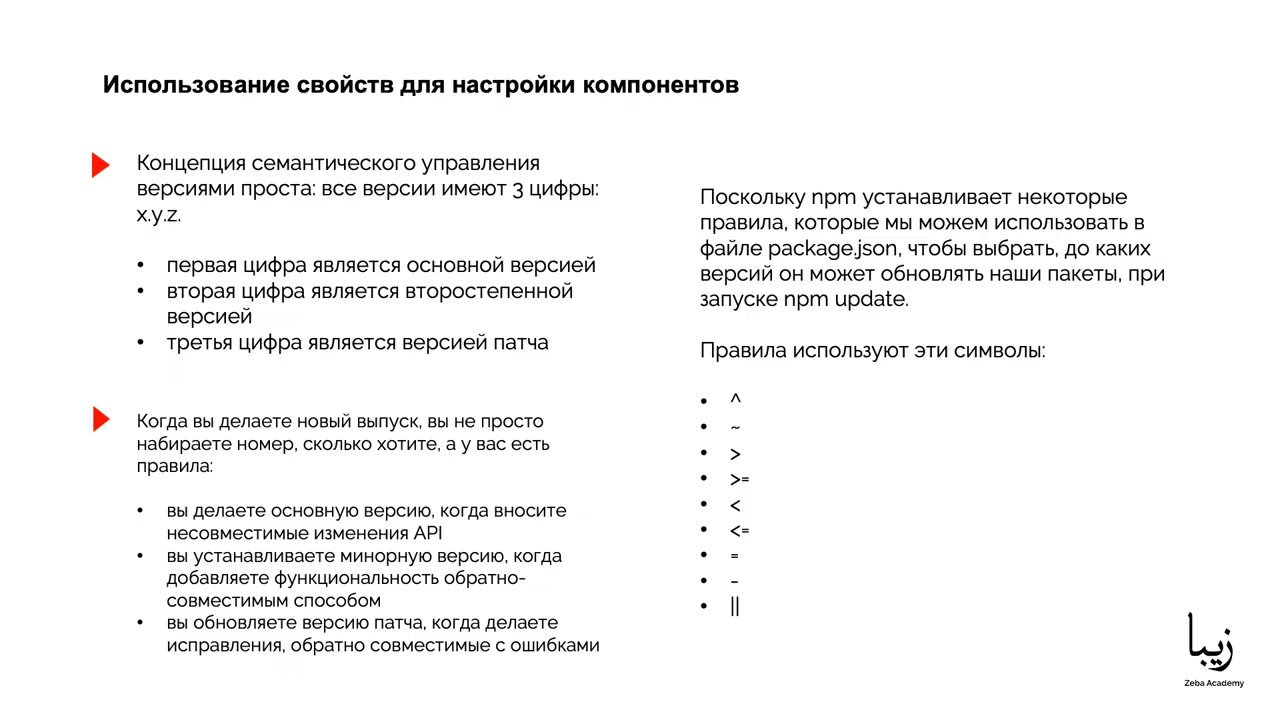 Использование свойств для настройки компонентов
Концепция семантического управления
версиями проста: все версии имеют 3 цифры:
x.y.z.
• первая цифра является основной версией
• вторая цифра является второстепенной
версией
• третья цифра является версией патча
Когда вы делаете новый выпуск, вы не просто
набираете номер, сколько хотите, а у вас есть
правила:
• вы делаете основную версию, когда вносите
несовместимые изменения API
• вы устанавливаете минорную версию, когда
добавляете функциональность обратно-
совместимым способом
• вы обновляете версию патча, когда делаете
исправления, обратно совместимые с ошибками
Поскольку npm устанавливает некоторые
правила, которые мы можем использовать в
файле package.json, чтобы выбрать, до каких
версий он может обновлять наши пакеты, при
запуске npm update.
Правила используют эти символы:
• ^
• ~
• >
• >=
• <
• <=
• =
• -
• ||
زیبا
Zeba Academy